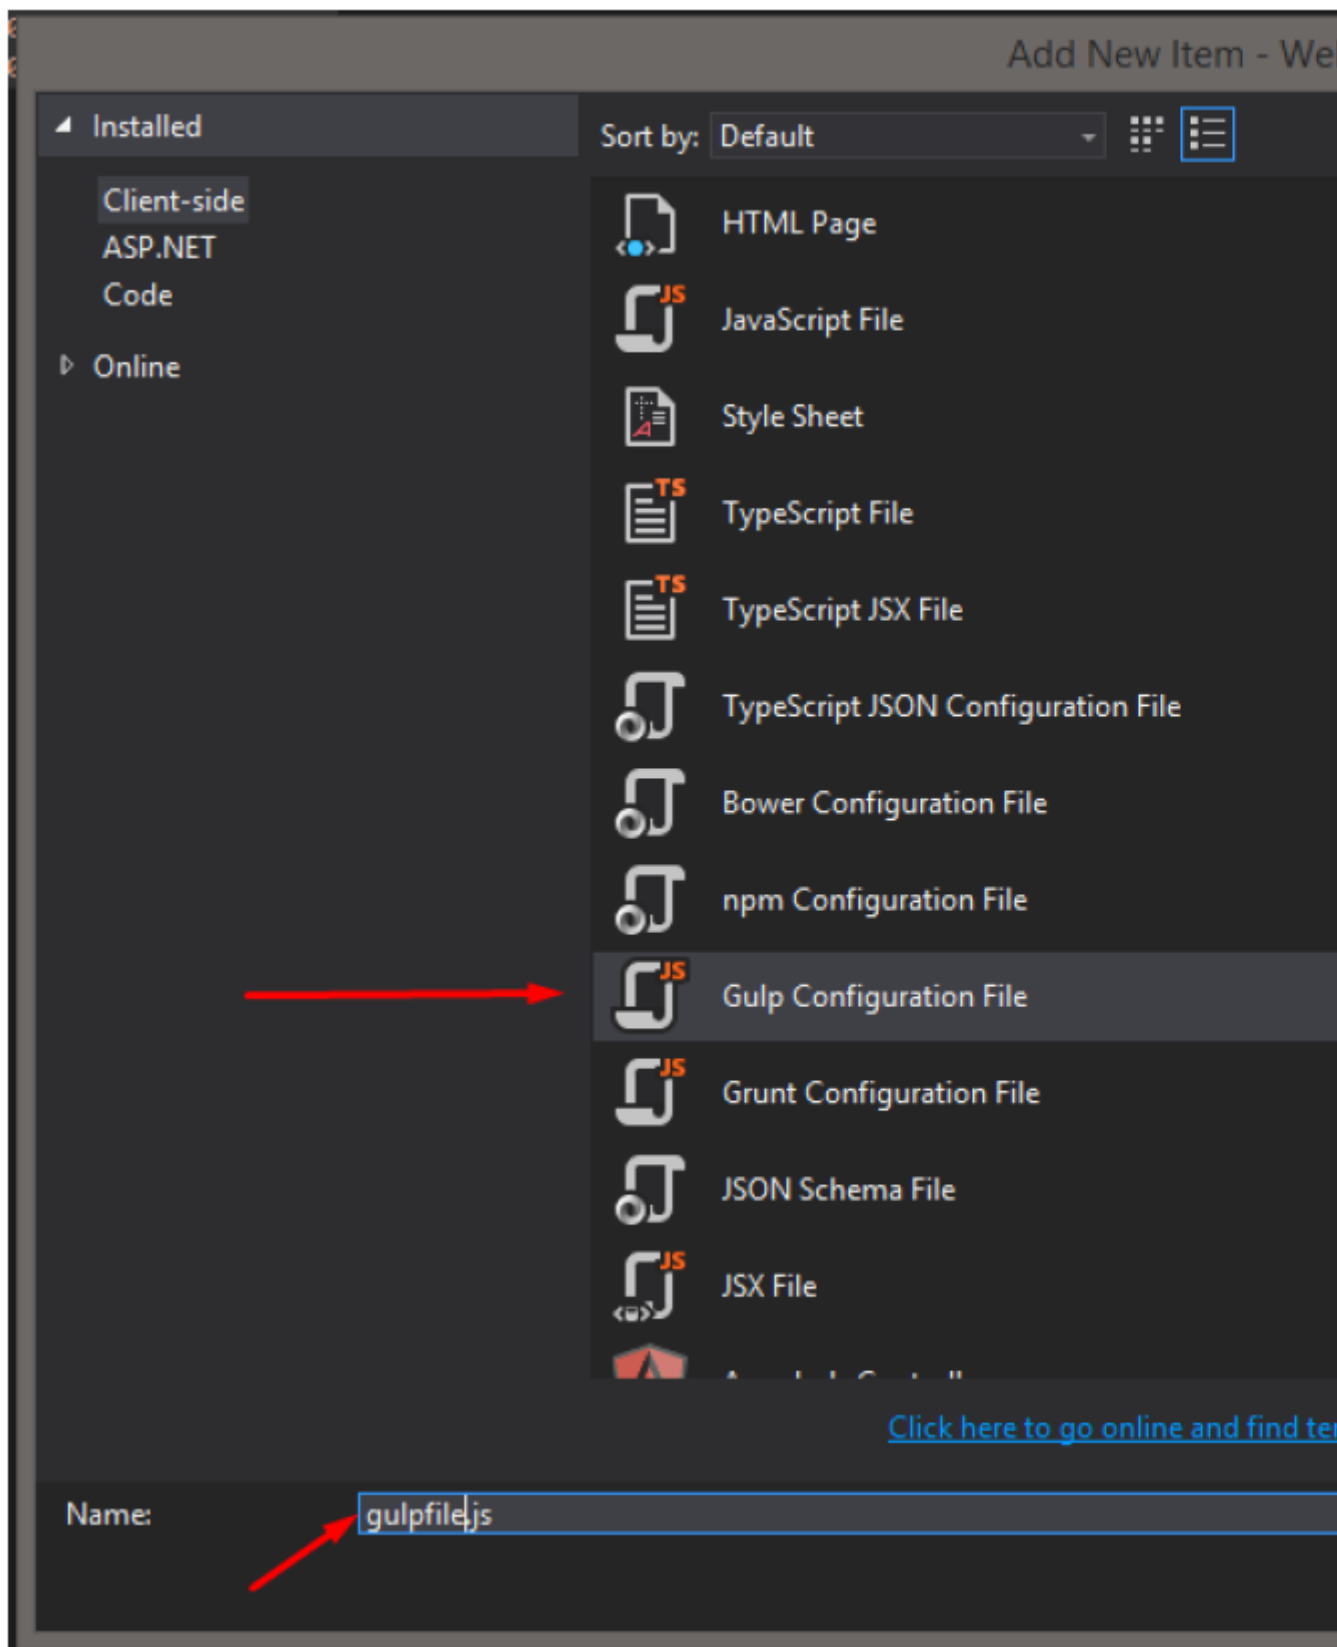 Add New Item - We
Installed
Client-side
ASP.NET
Code
Online
Sort by: Default
HTML Page
JS
JavaScript File
Style Sheet
TS
TypeScript File
TS
TypeScript JSX File
TypeScript JSON Configuration File
Bower Configuration File
npm Configuration File
JS
Gulp Configuration File
JS
Grunt Configuration File
JSON Schema File
JS
JSX File
Click here to go online and find te
Name: gulpfile.js